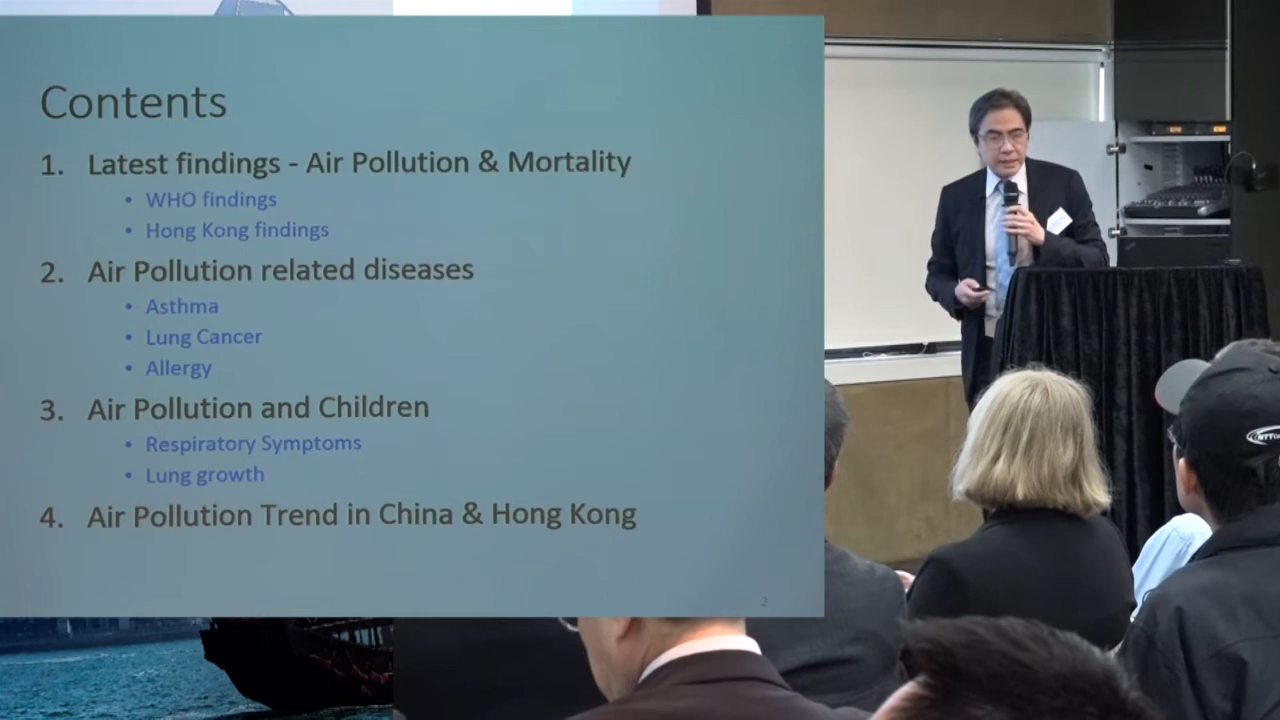 Contents
1. Latest findings - Air Pollution & Mortality
• WHO findings
• Hong Kong findings
2. Air Pollution related diseases
• Asthma
• Lung Cancer
• Allergy
3. Air Pollution and Children
• Respiratory Symptoms
• Lung growth
4. Air Pollution Trend in China & Hong Kong
2